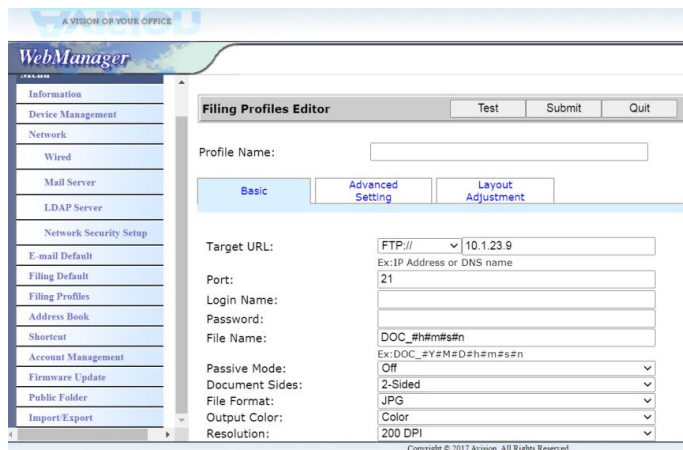 A VISION OF YOUR OFFICE
WebManager
Menu
Information
Device Management
Network
Wired
Mail Server
LDAP Server
Network Security Setup
E-mail Default
Filing Default
Filing Profiles
Address Book
Shortcut
Account Management
Firmware Update
Public Folder
Import/Export
Filing Profiles Editor Test Submit Quit
Profile Name:
Basic Advanced Setting Layout Adjustment
Target URL: FTP:// 10.1.23.9
Ex:IP Address or DNS name
Port: 21
Login Name:
Password:
File Name: DOC_#h#m#s#n
Ex:DOC_#Y#M#D#h#m#s#n
Passive Mode: Off
Document Sides: 2-Sided
File Format: JPG
Output Color: Color
Resolution: 200 DPI
Copyright © 2017 Avision. All Rights Reserved